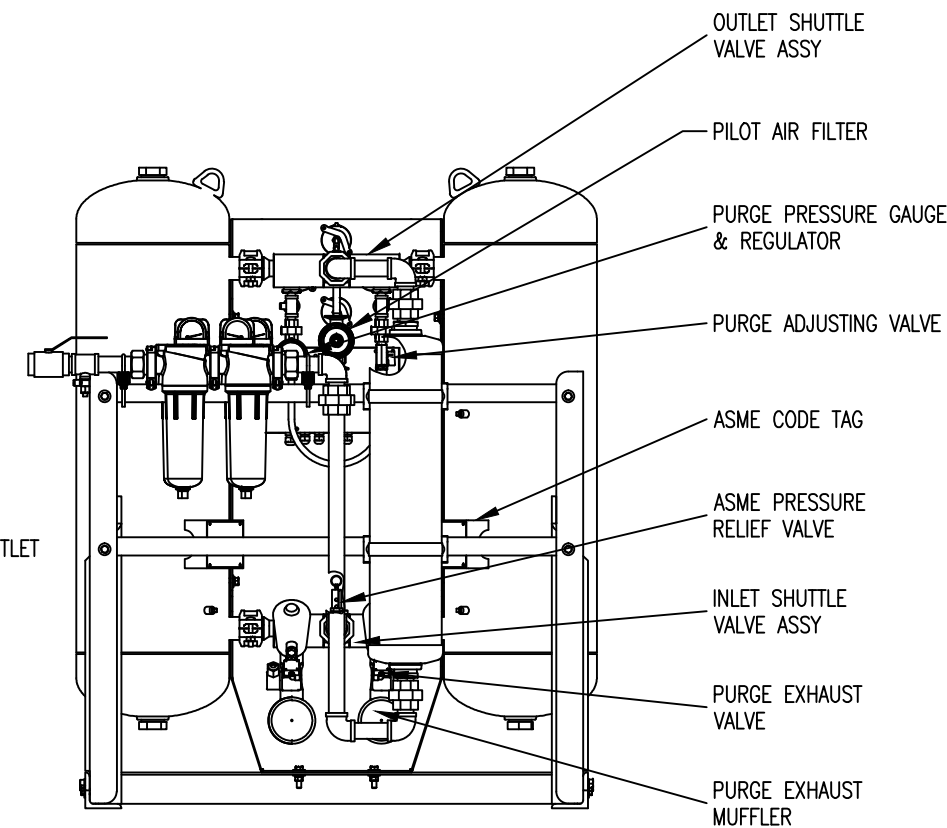 OUTLET SHUTTLE
VALVE ASSY
PILOT AIR FILTER
PURGE PRESSURE GAUGE
& REGULATOR
PURGE ADJUSTING VALVE
ASME CODE TAG
ASME PRESSURE
RELIEF VALVE
TLET
INLET SHUTTLE
VALVE ASSY
PURGE EXHAUST
VALVE
PURGE EXHAUST
MUFFLER